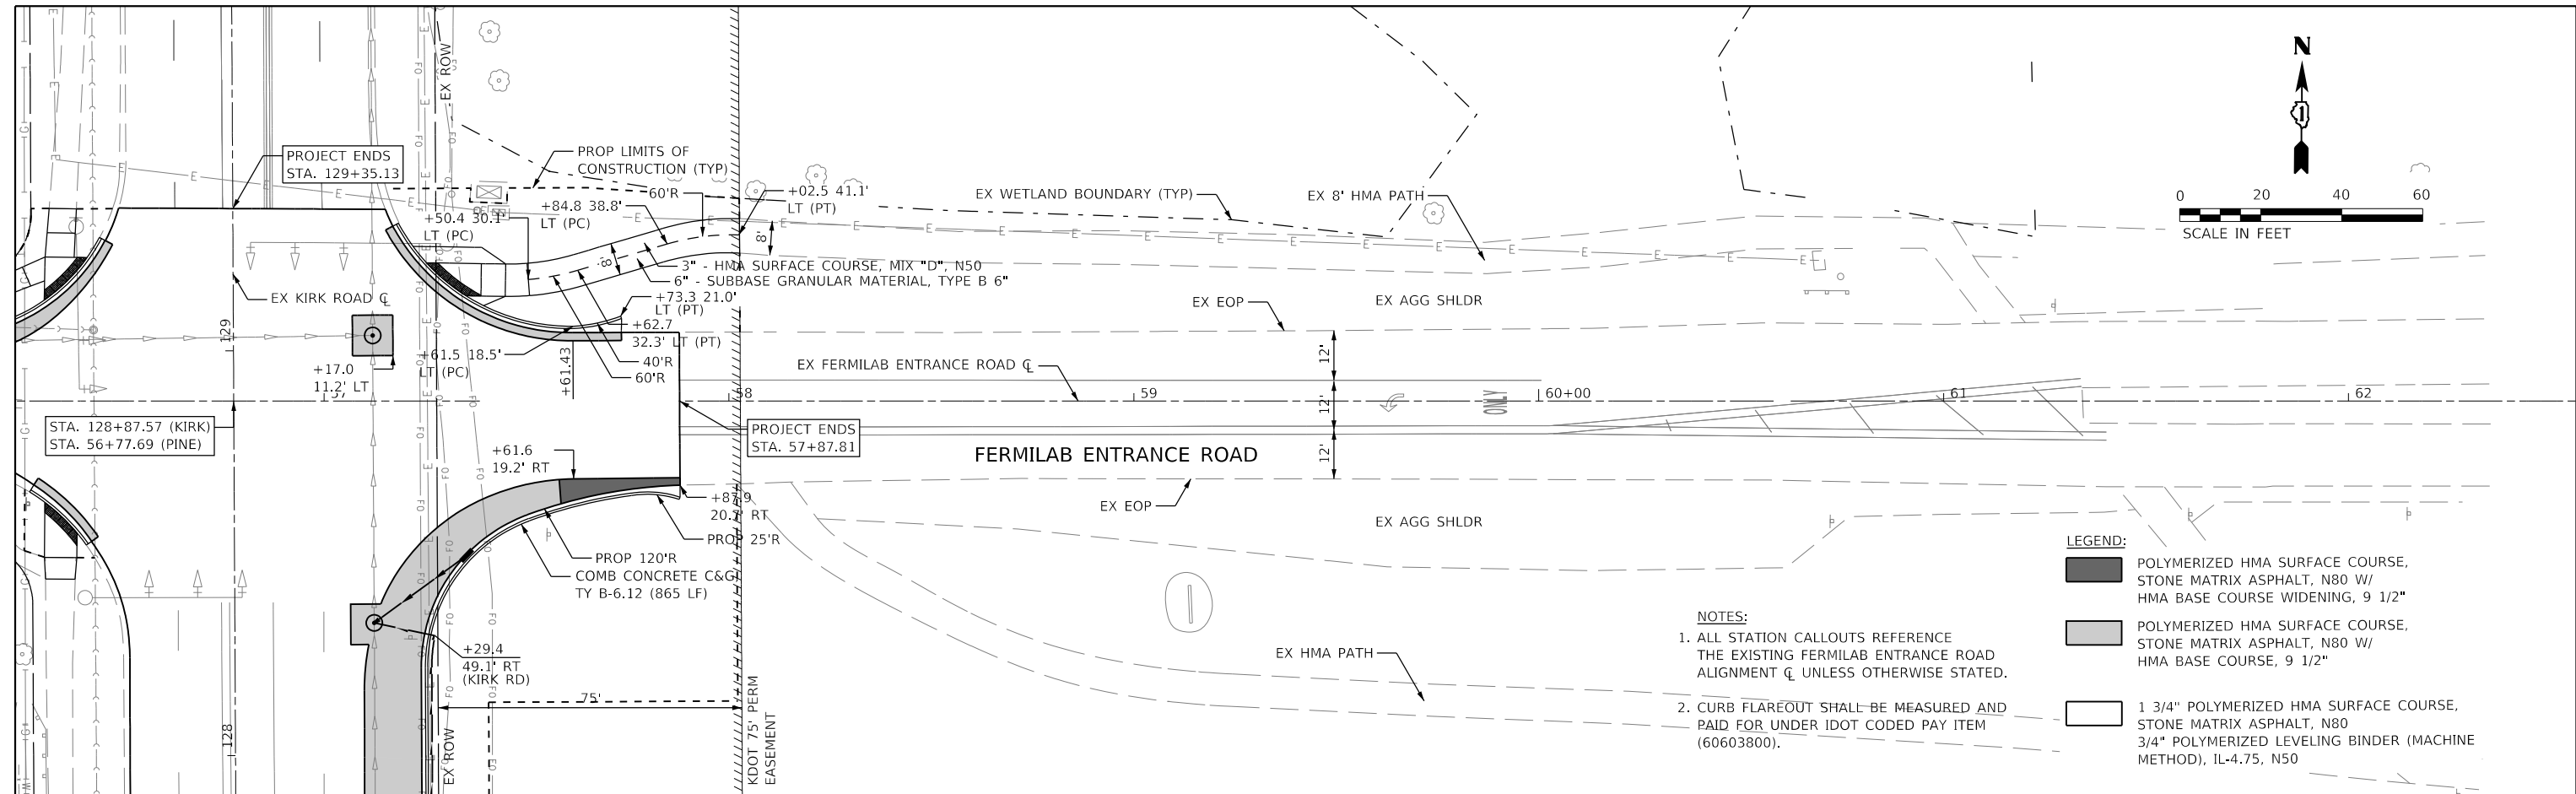 EX ROW
N
1
0 20 40 60
SCALE IN FEET
PROJECT ENDS
STA. 129+35.13
PROP LIMITS OF
CONSTRUCTION (TYP)
60'R
+50.4 30.1'
LT (PC)
+84.8 38.8'
LT (PC)
+02.5 41.1'
LT (PT)
EX WETLAND BOUNDARY (TYP)
EX 8' HMA PATH
8'
8'
3" - HMA SURFACE COURSE, MIX "D", N50
6" - SUBBASE GRANULAR MATERIAL, TYPE B 6"
+73.3 21.0'
LT (PT)
+62.7
32.3' LT (PT)
40'R
60'R
+61.5 18.5'
LT (PC)
+61.43
EX KIRK ROAD ℄
129
+17.0
11.2' LT
EX EOP
EX AGG SHLDR
EX FERMILAB ENTRANCE ROAD ℄
12'
12'
12'
57
58
59
ONLY
60+00
61
62
STA. 128+87.57 (KIRK)
STA. 56+77.69 (PINE)
PROJECT ENDS
STA. 57+87.81
FERMILAB ENTRANCE ROAD
+61.6
19.2' RT
+87.9
20.7' RT
PROP 25'R
EX EOP
EX AGG SHLDR
PROP 120'R
COMB CONCRETE C&G
TY B-6.12 (865 LF)
+29.4
49.1' RT
(KIRK RD)
75'
128
EX ROW
KDOT 75' PERM
EASEMENT
EX HMA PATH
NOTES:
1. ALL STATION CALLOUTS REFERENCE
THE EXISTING FERMILAB ENTRANCE ROAD
ALIGNMENT ℄ UNLESS OTHERWISE STATED.
2. CURB FLAREOUT SHALL BE MEASURED AND
PAID FOR UNDER IDOT CODED PAY ITEM
(60603800).
LEGEND:
POLYMERIZED HMA SURFACE COURSE,
STONE MATRIX ASPHALT, N80 W/
HMA BASE COURSE WIDENING, 9 1/2"
POLYMERIZED HMA SURFACE COURSE,
STONE MATRIX ASPHALT, N80 W/
HMA BASE COURSE, 9 1/2"
1 3/4" POLYMERIZED HMA SURFACE COURSE,
STONE MATRIX ASPHALT, N80
3/4" POLYMERIZED LEVELING BINDER (MACHINE
METHOD), IL-4.75, N50